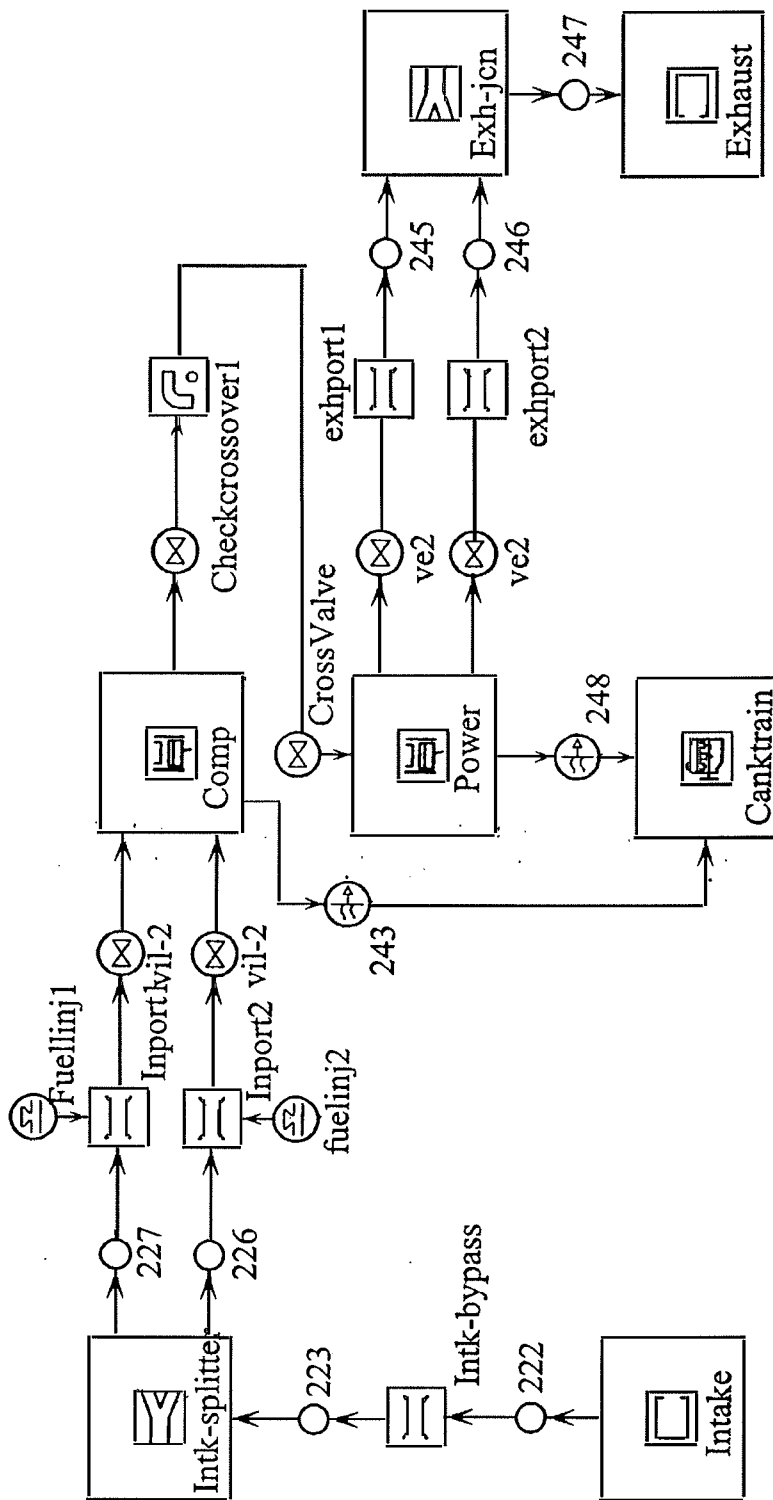 Fuellinj1
227
Inport1
vil-2
Intk-splitter
226
Inport2
vil-2
Comp
Checkcrossover1
fuelinj2
223
243
CrossValve
exhport1
245
ve2
Intk-bypass
Power
Exh-jcn
222
ve2
exhport2
246
247
248
Intake
Canktrain
Exhaust